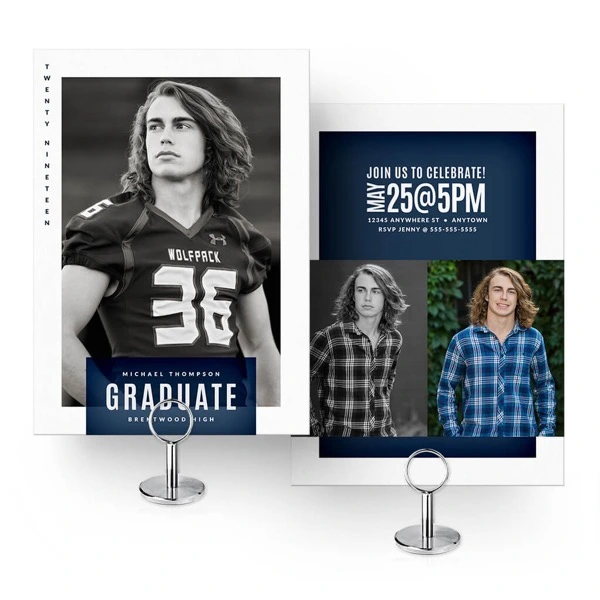 TWENTY NINETEEN
6
WOLFPACK
36
MICHAEL THOMPSON
GRADUATE
BRENTWOOD HIGH
JOIN US TO CELEBRATE!
MAY 25@5PM
12345 ANYWHERE ST • ANYTOWN
RSVP JENNY @ 555-555-5555